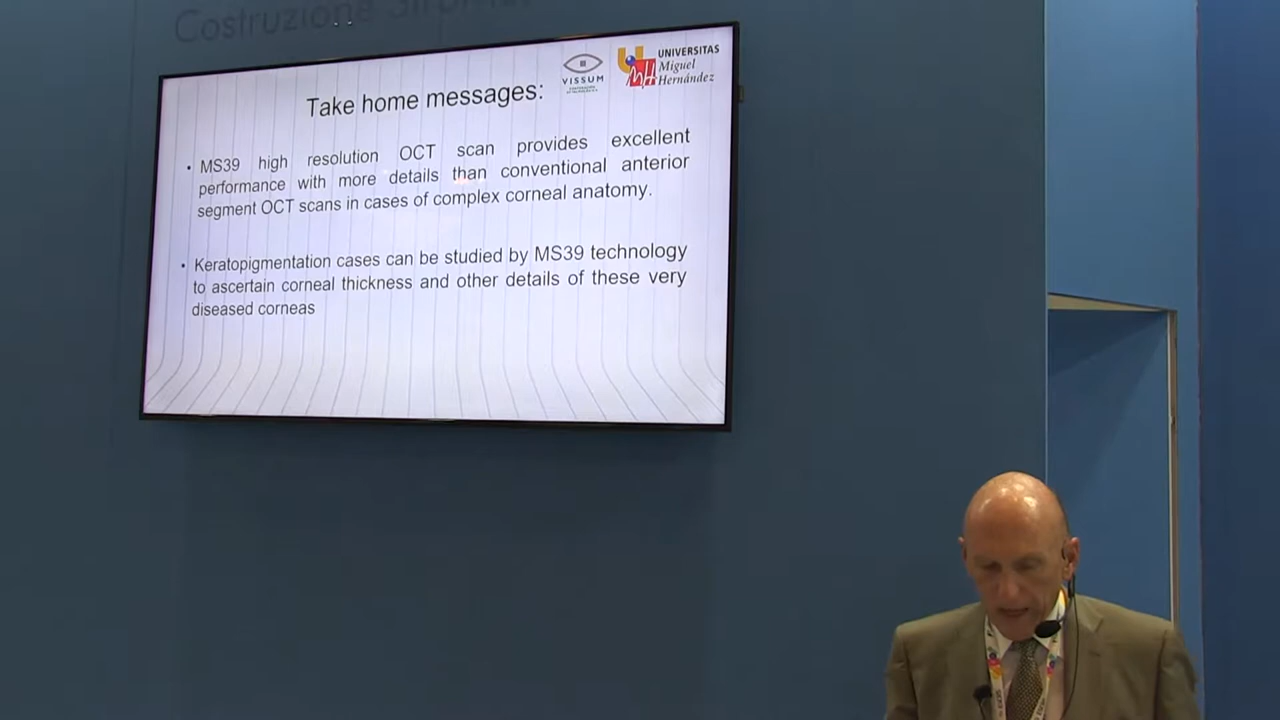 Costruzione
VISSUM
UNIVERSITAS
Miguel
Hernández
Take home messages:
• MS39 high resolution OCT scan provides excellent
performance with more details than conventional anterior
segment OCT scans in cases of complex corneal anatomy.
• Keratopigmentation cases can be studied by MS39 technology
to ascertain corneal thickness and other details of these very
diseased corneas